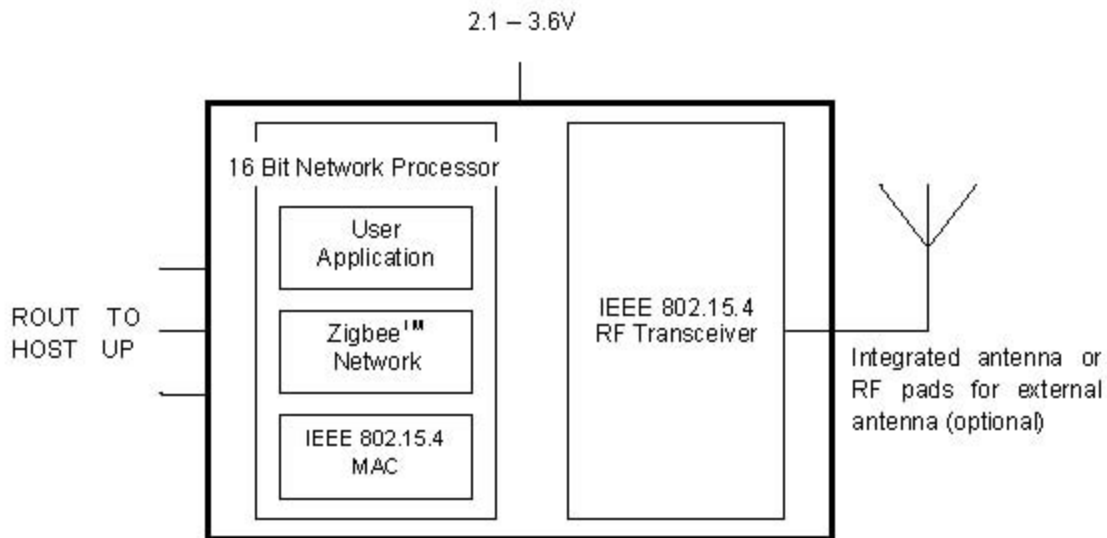 2.1 – 3.6V
16 Bit Network Processor
User
Application
Zigbee™
Network
IEEE 802.15.4
MAC
IEEE 802.15.4
RF Transceiver
ROUT TO
HOST UP
Integrated antenna or
RF pads for external
antenna (optional)